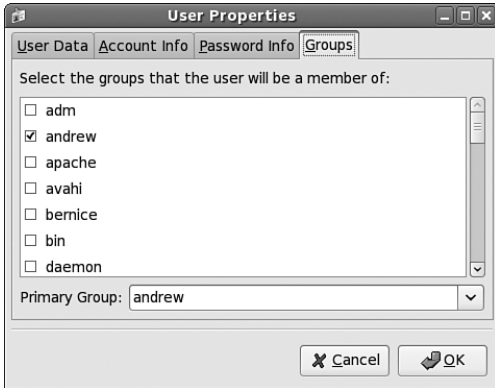 User Properties
User Data Account Info Password Info Groups
Select the groups that the user will be a member of:
adm
andrew
apache
avahi
bernice
bin
daemon
Primary Group: andrew
Cancel OK